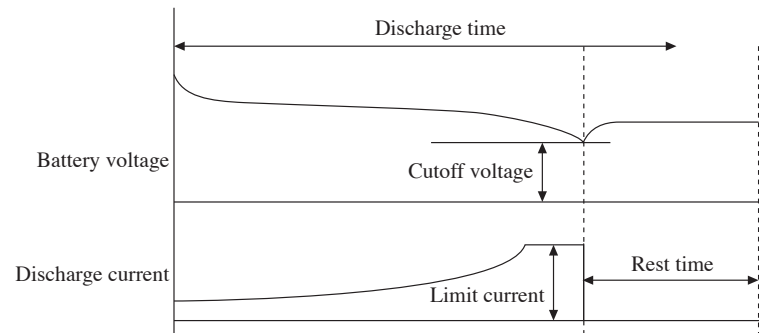 Discharge time
Battery voltage
Cutoff voltage
Discharge current
Rest time
Limit current